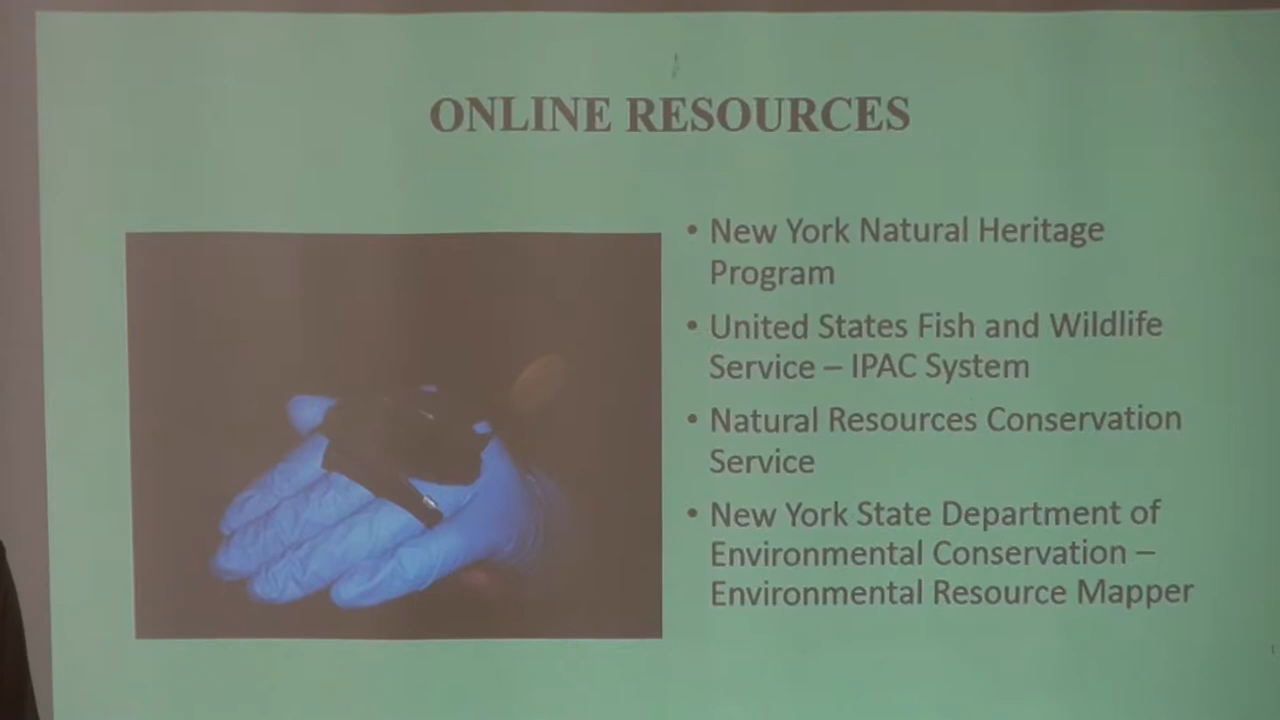 ONLINE RESOURCES
• New York Natural Heritage
Program
• United States Fish and Wildlife
Service – IPAC System
• Natural Resources Conservation
Service
• New York State Department of
Environmental Conservation –
Environmental Resource Mapper